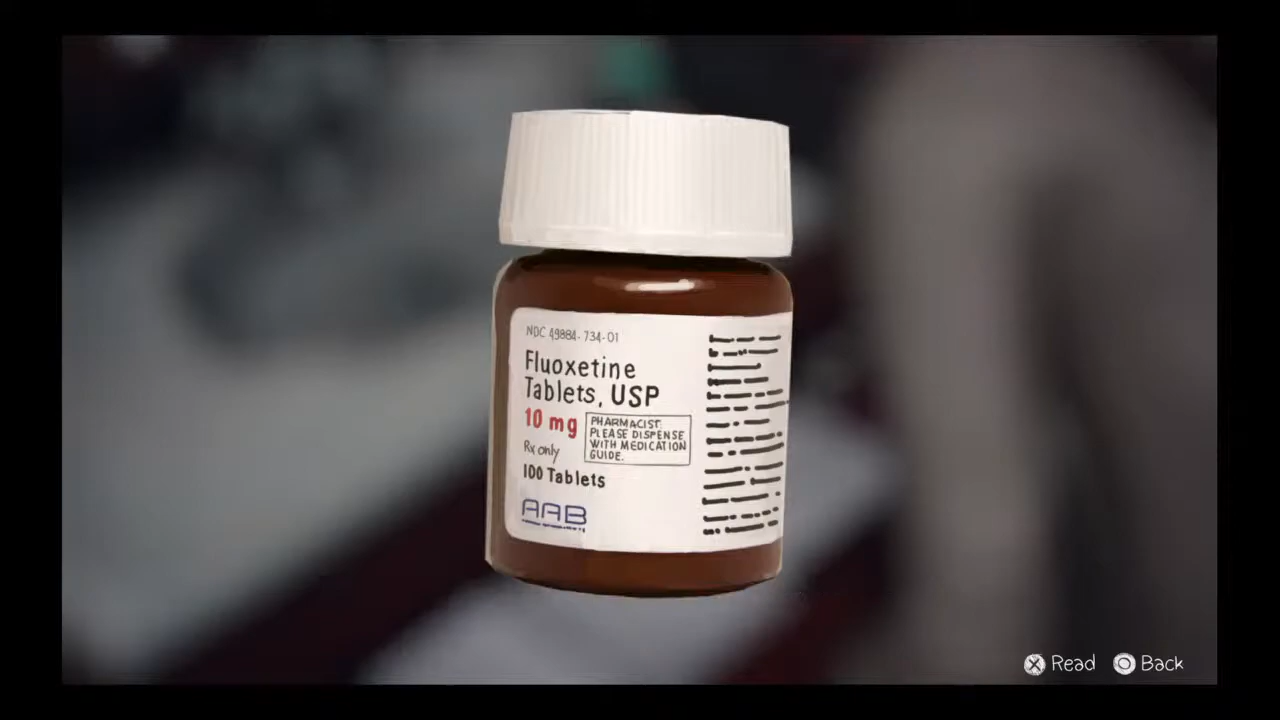 NDC 49884-734-01
Fluoxetine
Tablets, USP
10 mg
PHARMACIST:
PLEASE DISPENSE
WITH MEDICATION
GUIDE.
Rx only
100 Tablets
AAB
Read
Back